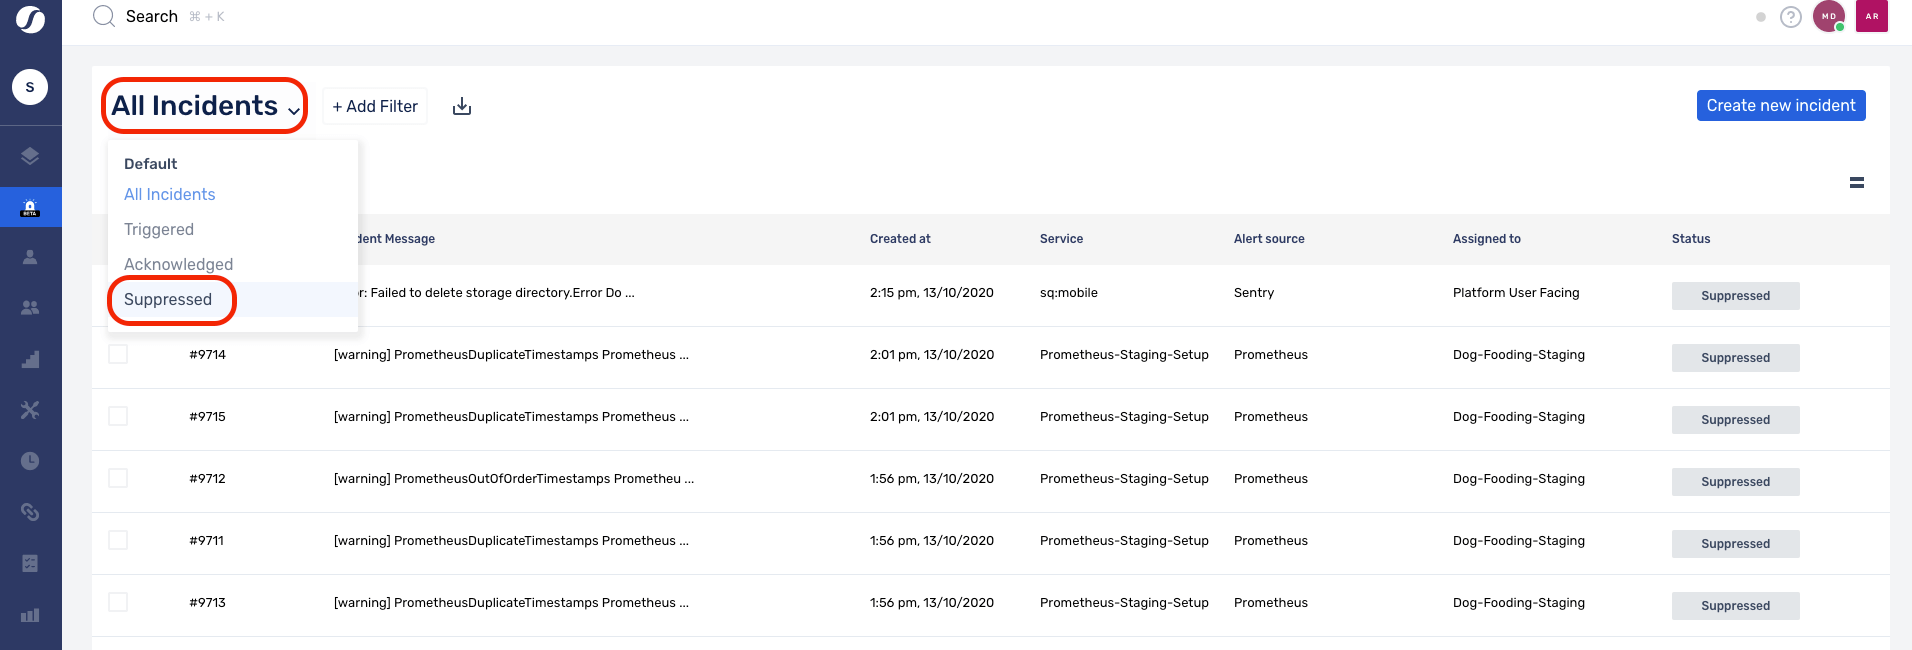 Search ⌘ + K
MD
AR
S
All Incidents
+ Add Filter
Create new incident
Default
All Incidents
Triggered
Acknowledged
Suppressed
BETA
dent Message Created at Service Alert source Assigned to Status
r: Failed to delete storage directory.Error Do ... 2:15 pm, 13/10/2020 sq:mobile Sentry Platform User Facing Suppressed
#9714 [warning] PrometheusDuplicateTimestamps Prometheus ... 2:01 pm, 13/10/2020 Prometheus-Staging-Setup Prometheus Dog-Fooding-Staging Suppressed
#9715 [warning] PrometheusDuplicateTimestamps Prometheus ... 2:01 pm, 13/10/2020 Prometheus-Staging-Setup Prometheus Dog-Fooding-Staging Suppressed
#9712 [warning] PrometheusOutOfOrderTimestamps Prometheu ... 1:56 pm, 13/10/2020 Prometheus-Staging-Setup Prometheus Dog-Fooding-Staging Suppressed
#9711 [warning] PrometheusDuplicateTimestamps Prometheus ... 1:56 pm, 13/10/2020 Prometheus-Staging-Setup Prometheus Dog-Fooding-Staging Suppressed
#9713 [warning] PrometheusDuplicateTimestamps Prometheus ... 1:56 pm, 13/10/2020 Prometheus-Staging-Setup Prometheus Dog-Fooding-Staging Suppressed